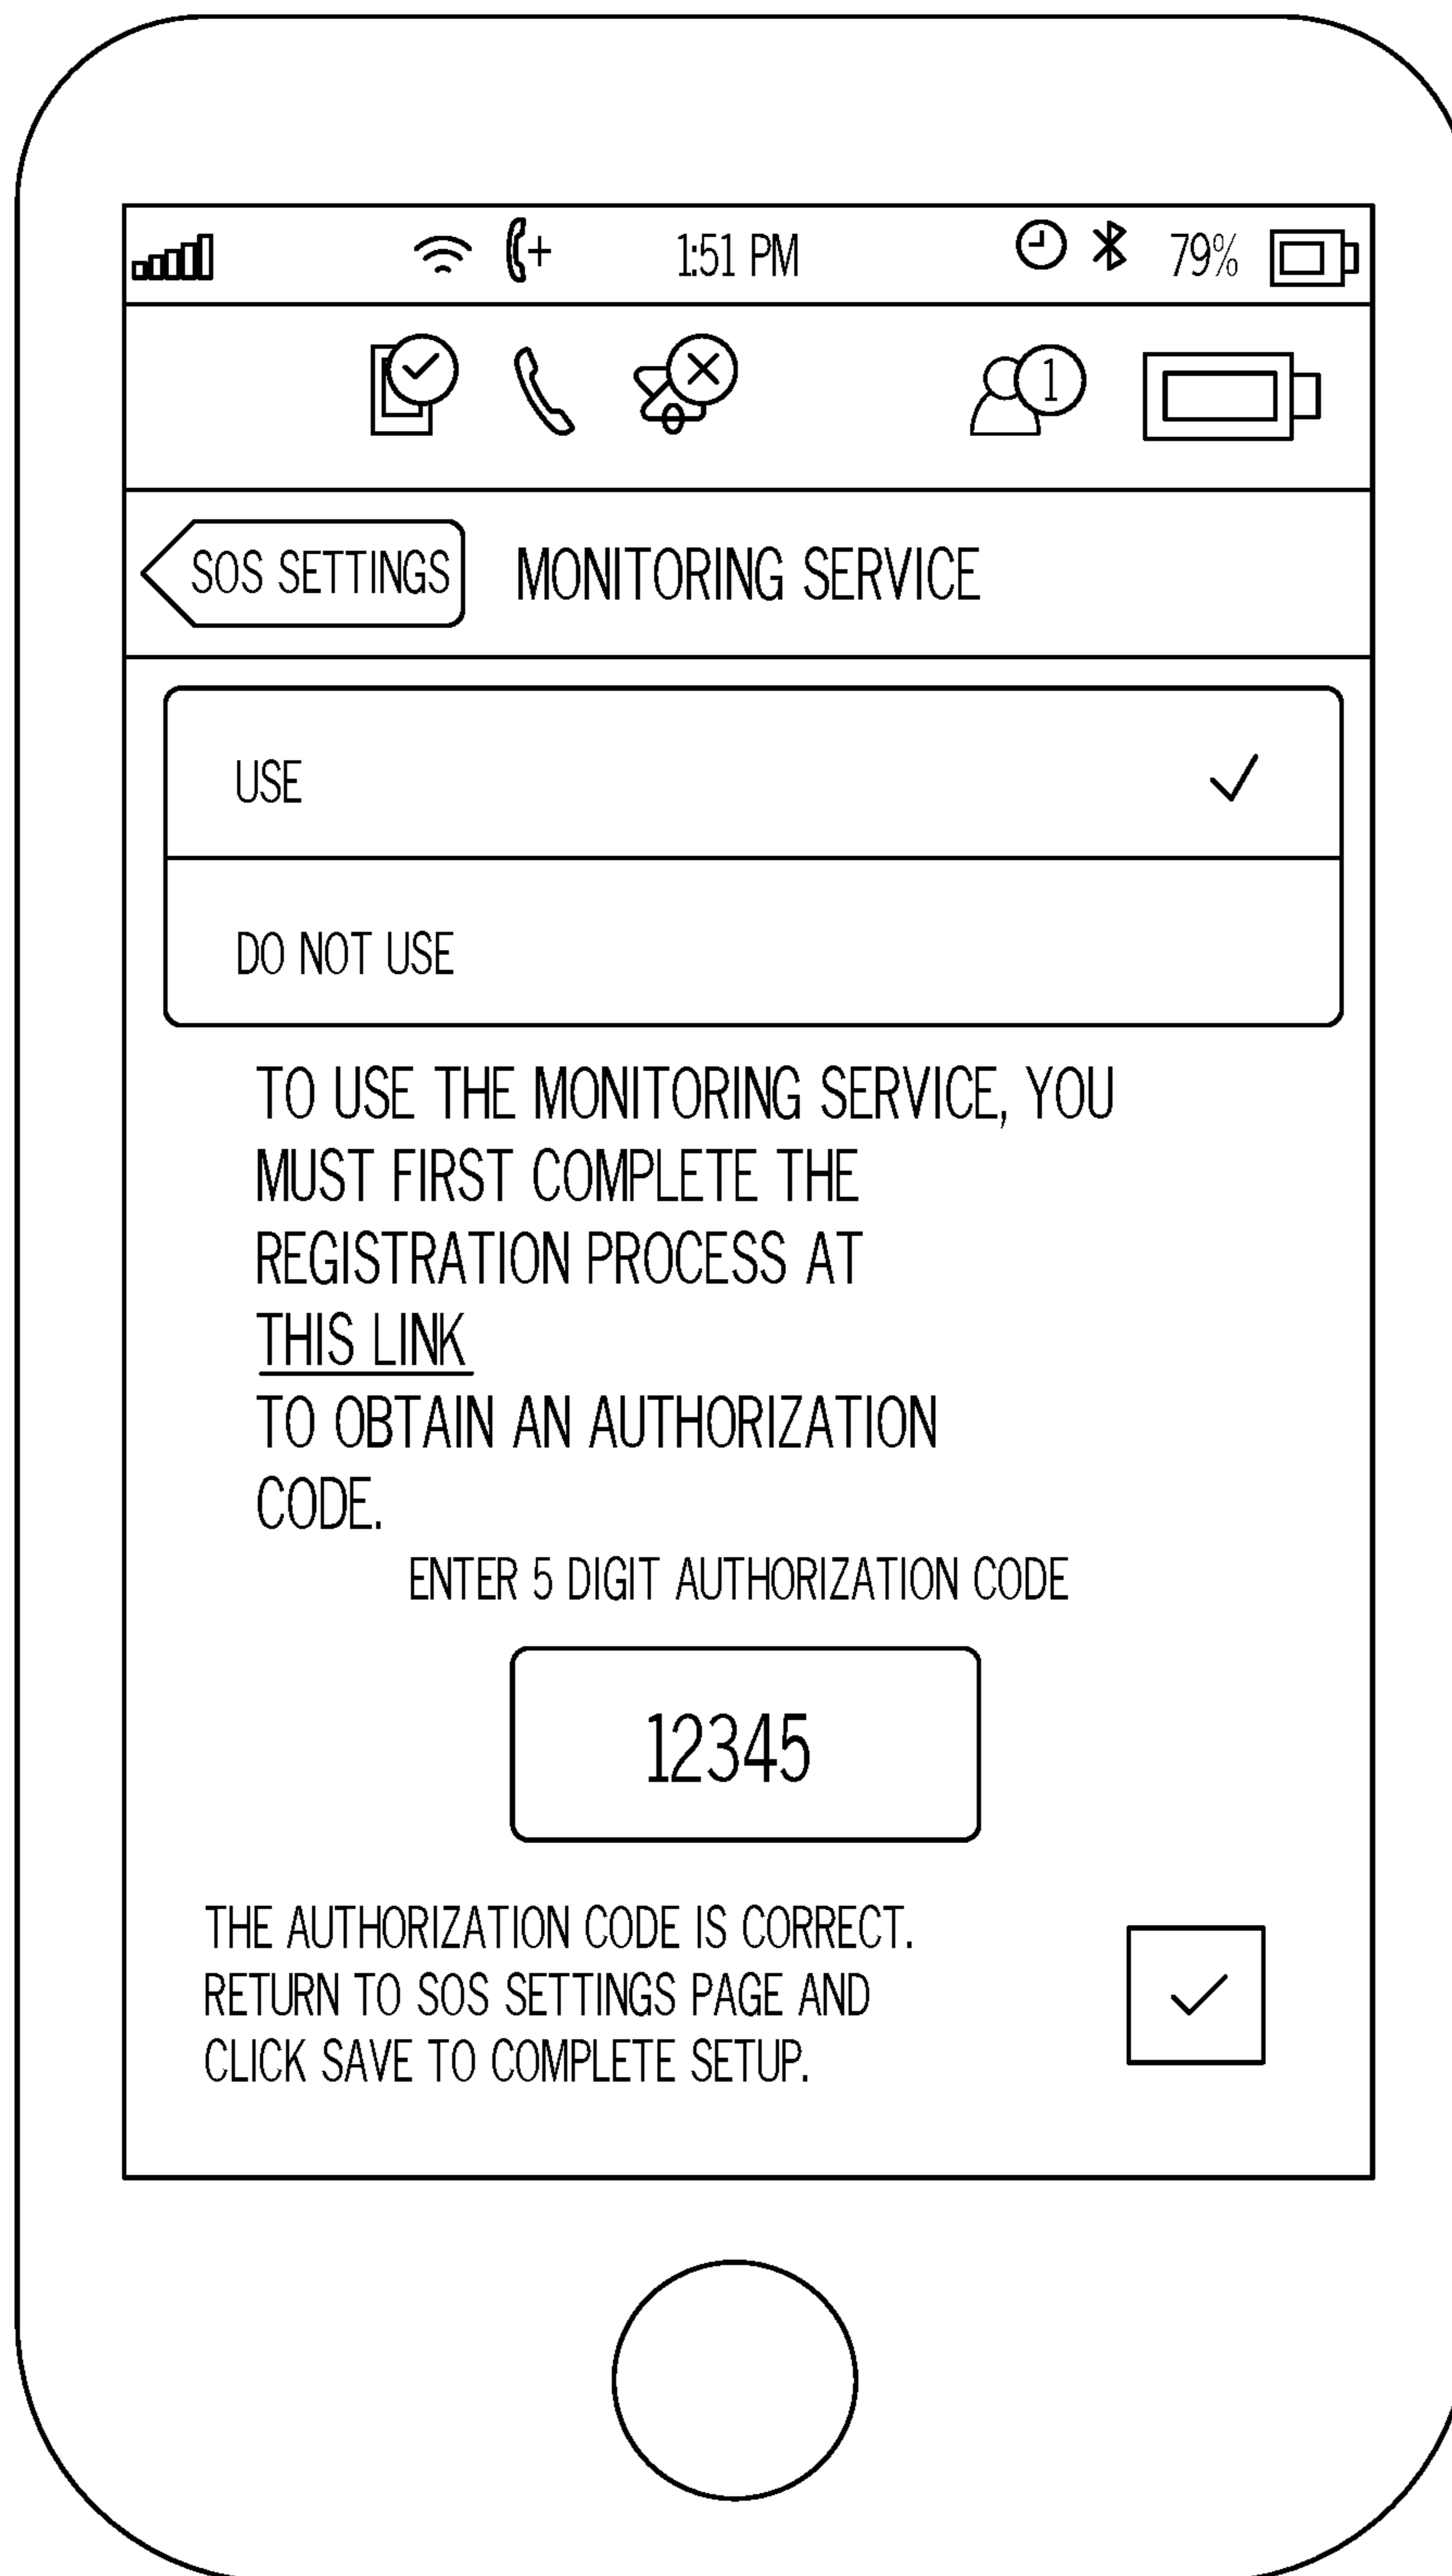 1:51 PM 79%
1
SOS SETTINGS MONITORING SERVICE
USE
DO NOT USE
TO USE THE MONITORING SERVICE, YOU
MUST FIRST COMPLETE THE
REGISTRATION PROCESS AT
THIS LINK
TO OBTAIN AN AUTHORIZATION
CODE.
ENTER 5 DIGIT AUTHORIZATION CODE
12345
THE AUTHORIZATION CODE IS CORRECT.
RETURN TO SOS SETTINGS PAGE AND
CLICK SAVE TO COMPLETE SETUP.